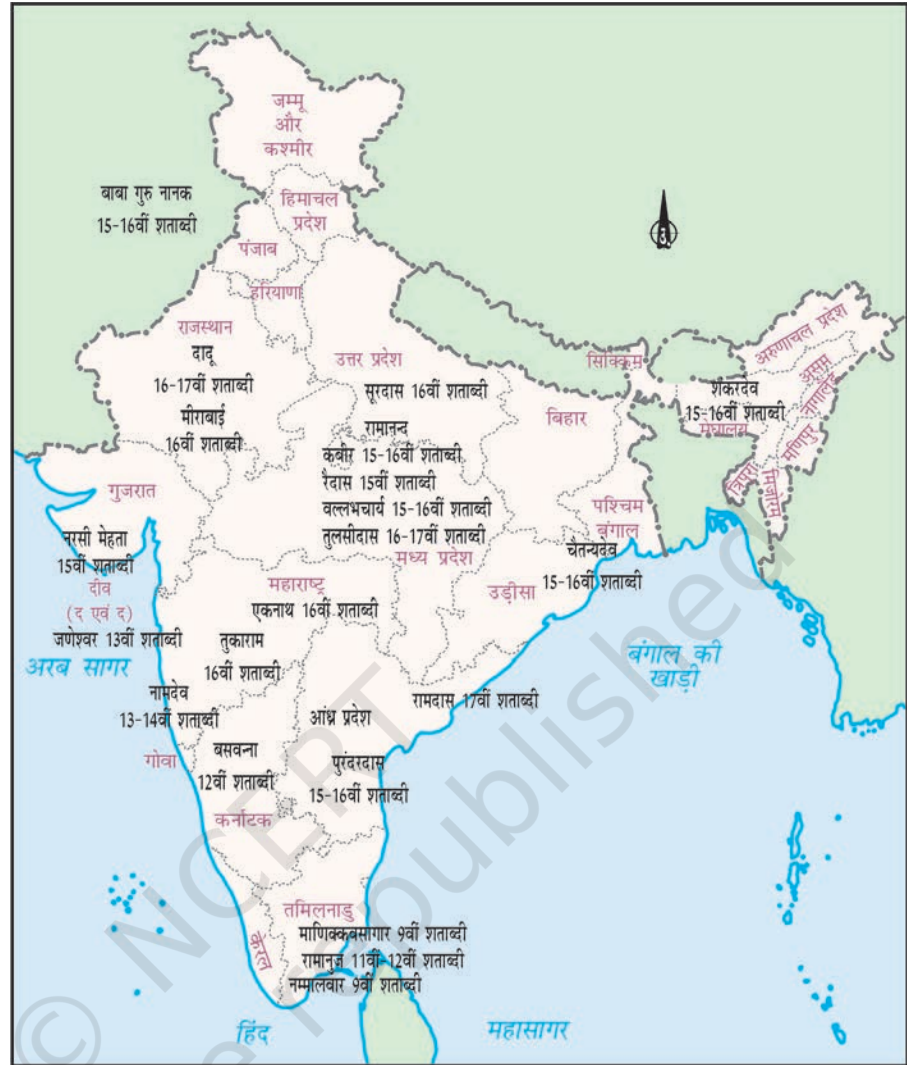 जम्मू
और
कश्मीर
बाबा गुरु नानक
15-16वीं शताब्दी
हिमाचल
प्रदेश
पंजाब
हरियाणा
राजस्थान
दादू
16-17वीं शताब्दी
मीराबाई
16वीं शताब्दी
उत्तर प्रदेश
सूरदास 16वीं शताब्दी
रामानन्द
कबीर 15-16वीं शताब्दी
रैदास 15वीं शताब्दी
वल्लभचार्य 15-16वीं शताब्दी
तुलसीदास 16-17वीं शताब्दी
बिहार
सिक्किम
अरुणाचल प्रदेश
असम
नागालैंड
शंकरदेव
15-16वीं शताब्दी
मेघालय
मणिपुर
त्रिपुरा
मिजोरम
गुजरात
नरसी मेहता
15वीं शताब्दी
दीव
(द एवं द)
जणेश्वर 13वीं शताब्दी
अरब सागर
पश्चिम
बंगाल
चैतन्यदेव
15-16वीं शताब्दी
मध्य प्रदेश
उड़ीसा
महाराष्ट्र
एकनाथ 16वीं शताब्दी
तुकाराम
16वीं शताब्दी
नामदेव
13-14वीं शताब्दी
बंगाल की
खाड़ी
रामदास 17वीं शताब्दी
आंध्र प्रदेश
गोवा
बसवन्ना
12वीं शताब्दी
पुरंदरदास
15-16वीं शताब्दी
कर्नाटक
तमिलनाडु
माणिक्कवसागार 9वीं शताब्दी
रामानुज 11वीं-12वीं शताब्दी
नम्मालवार 9वीं शताब्दी
केरल
हिंद
महासागर
उ.
© NCERT
e republished